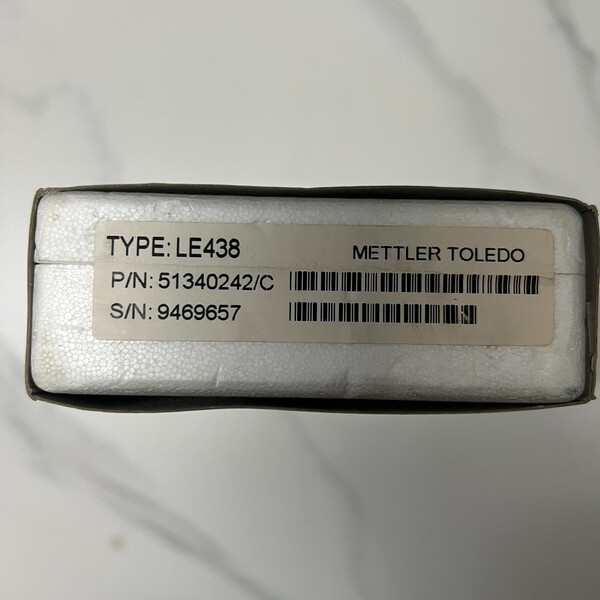 TYPE: LE438 METTLER TOLEDO
P/N: 51340242/C
S/N: 9469657